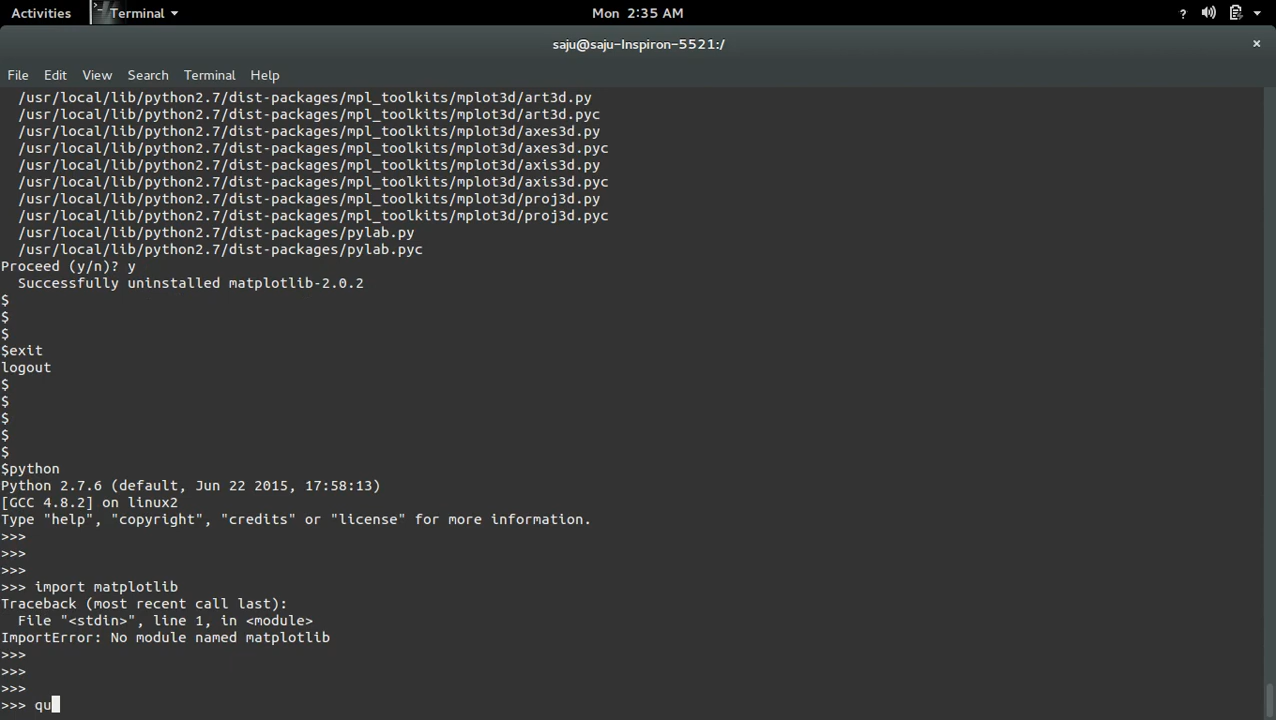 Activities
Terminal
Mon 2:35 AM
?
saju@saju-Inspiron-5521:/
×
File Edit View Search Terminal Help
/usr/local/lib/python2.7/dist-packages/mpl_toolkits/mplot3d/art3d.py
/usr/local/lib/python2.7/dist-packages/mpl_toolkits/mplot3d/art3d.pyc
/usr/local/lib/python2.7/dist-packages/mpl_toolkits/mplot3d/axes3d.py
/usr/local/lib/python2.7/dist-packages/mpl_toolkits/mplot3d/axes3d.pyc
/usr/local/lib/python2.7/dist-packages/mpl_toolkits/mplot3d/axis3d.py
/usr/local/lib/python2.7/dist-packages/mpl_toolkits/mplot3d/axis3d.pyc
/usr/local/lib/python2.7/dist-packages/mpl_toolkits/mplot3d/proj3d.py
/usr/local/lib/python2.7/dist-packages/mpl_toolkits/mplot3d/proj3d.pyc
/usr/local/lib/python2.7/dist-packages/pylab.py
/usr/local/lib/python2.7/dist-packages/pylab.pyc
Proceed (y/n)? y
Successfully uninstalled matplotlib-2.0.2
$
$
$
$exit
logout
$
$
$
$
$
$python
Python 2.7.6 (default, Jun 22 2015, 17:58:13)
[GCC 4.8.2] on linux2
Type "help", "copyright", "credits" or "license" for more information.
>>>
>>>
>>>
>>> import matplotlib
Traceback (most recent call last):
File "<stdin>", line 1, in <module>
ImportError: No module named matplotlib
>>>
>>>
>>>
>>> qu